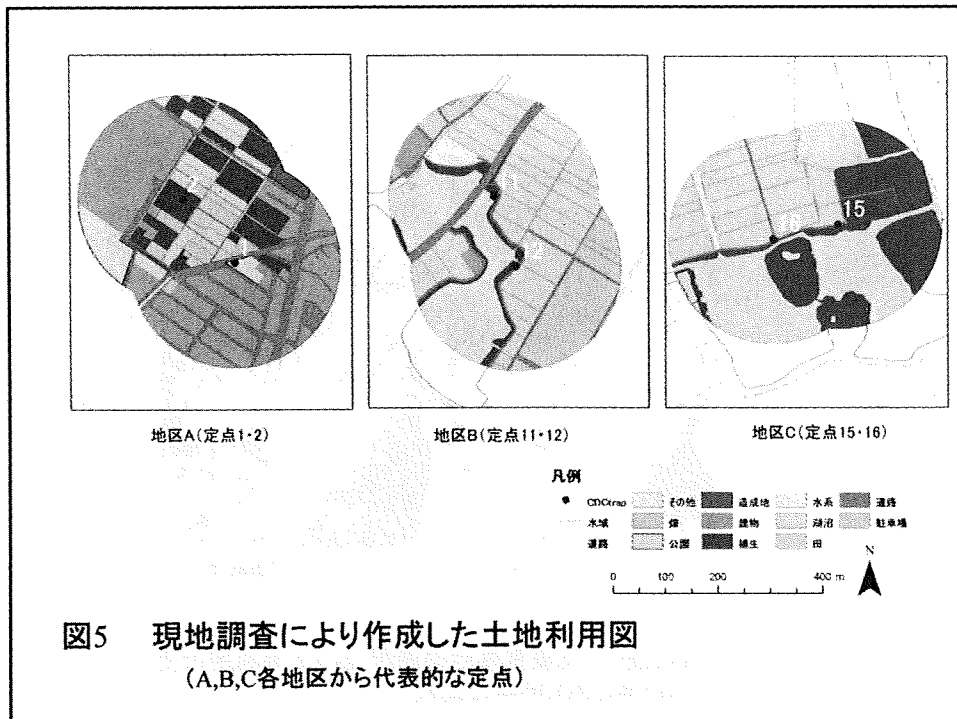 15
地区A(定点1・2)
地区B(定点11・12)
地区C(定点15・16)
凡例
CDCtrap その他 造成地 水系 道路
水域 畑 建物 湖沼 駐車場
道路 公園 植生 田
N
0 100 200 400 m
図5 現地調査により作成した土地利用図
(A,B,C各地区から代表的な定点)